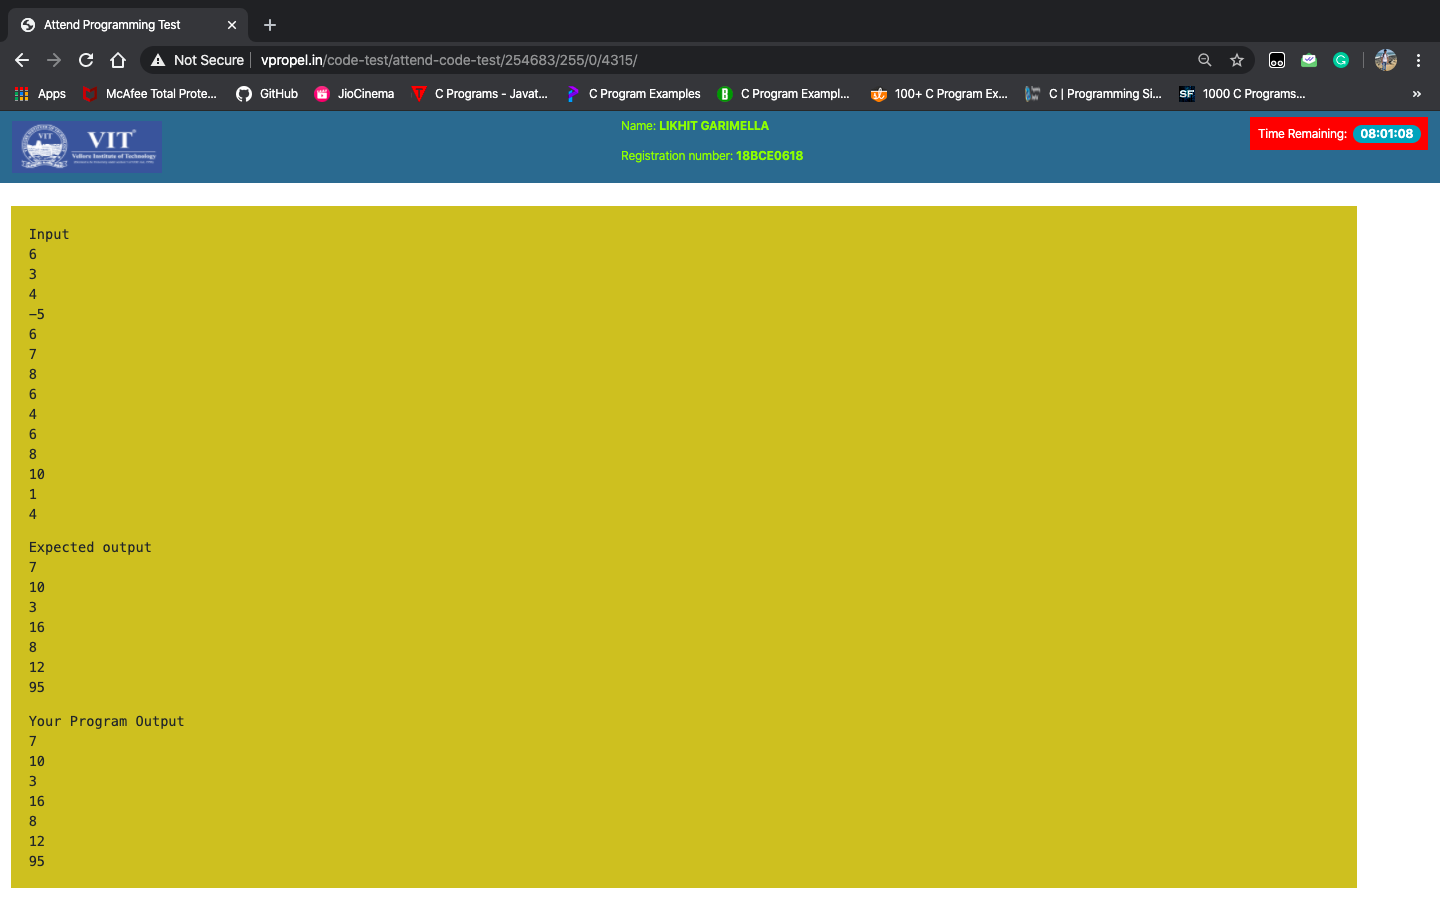 Attend Programming Test
Not Secure
vpropel.in/code-test/attend-code-test/254683/255/0/4315/
Apps
McAfee Total Prote...
GitHub
JioCinema
C Programs - Javat...
C Program Examples
C Program Exampl...
100+ C Program Ex...
C | Programming Si...
SF
1000 C Programs...
»
VIT
VIT
Vellore Institute of Technology
Name: LIKHIT GARIMELLA
Registration number: 18BCE0618
Time Remaining: 08:01:08
Input
6
3
4
-5
6
7
8
6
4
6
8
10
1
4
Expected output
7
10
3
16
8
12
95
Your Program Output
7
10
3
16
8
12
95